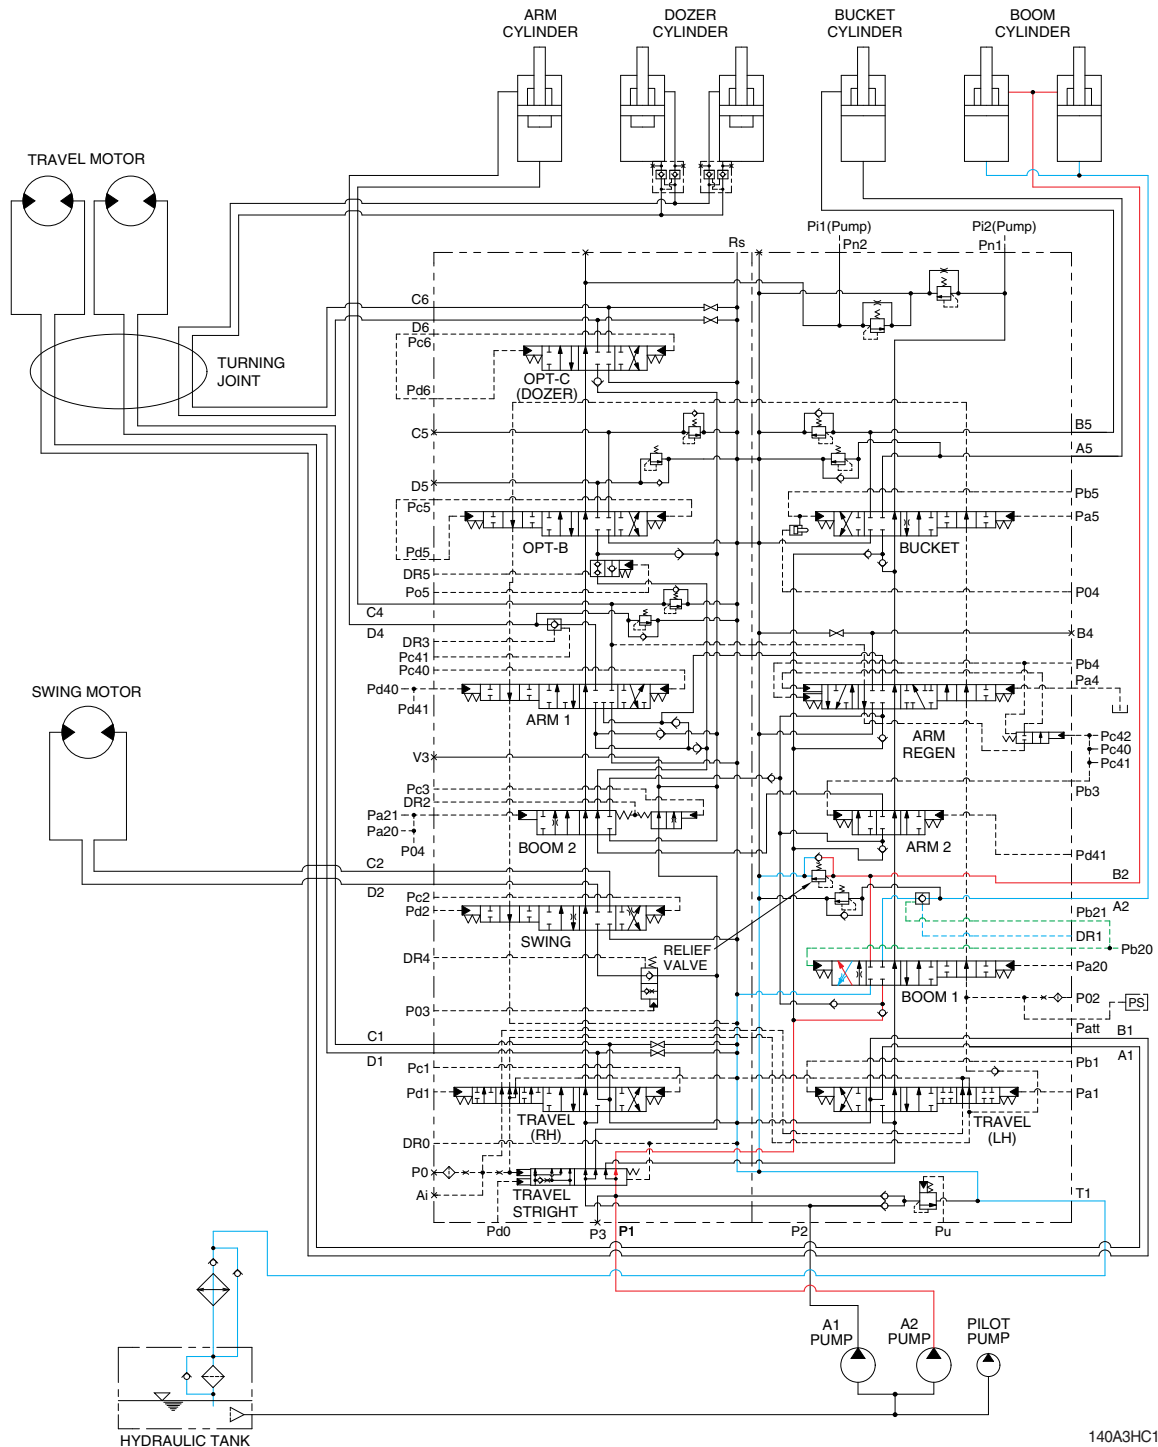 ARM
CYLINDER
DOZER
CYLINDER
BUCKET
CYLINDER
BOOM
CYLINDER
TRAVEL MOTOR
TURNING
JOINT
Pi1(Pump)
Pi2(Pump)
Rs
Pn2
Pn1
C6
D6
Pc6
Pd6
OPT-C
(DOZER)
C5
B5
A5
D5
Pc5
Pb5
Pa5
OPT-B
BUCKET
Pd5
DR5
Po5
P04
C4
D4
B4
DR3
Pc41
Pc40
Pb4
Pa4
Pd40
Pd41
ARM 1
ARM
REGEN
SWING MOTOR
Pc42
Pc40
Pc41
V3
Pc3
DR2
Pb3
Pa21
Pa20
P04
BOOM 2
ARM 2
Pd41
C2
D2
B2
A2
Pc2
Pd2
Pb21
DR1
Pb20
SWING
RELIEF
VALVE
DR4
Pa20
BOOM 1
P03
P02
PS
Patt
C1
D1
B1
A1
Pc1
Pb1
Pd1
Pa1
TRAVEL
(RH)
TRAVEL
(LH)
DR0
P0
Ai
TRAVEL
STRIGHT
T1
Pd0
P3
P1
P2
Pu
A1
PUMP
A2
PUMP
PILOT
PUMP
HYDRAULIC TANK
140A3HC1